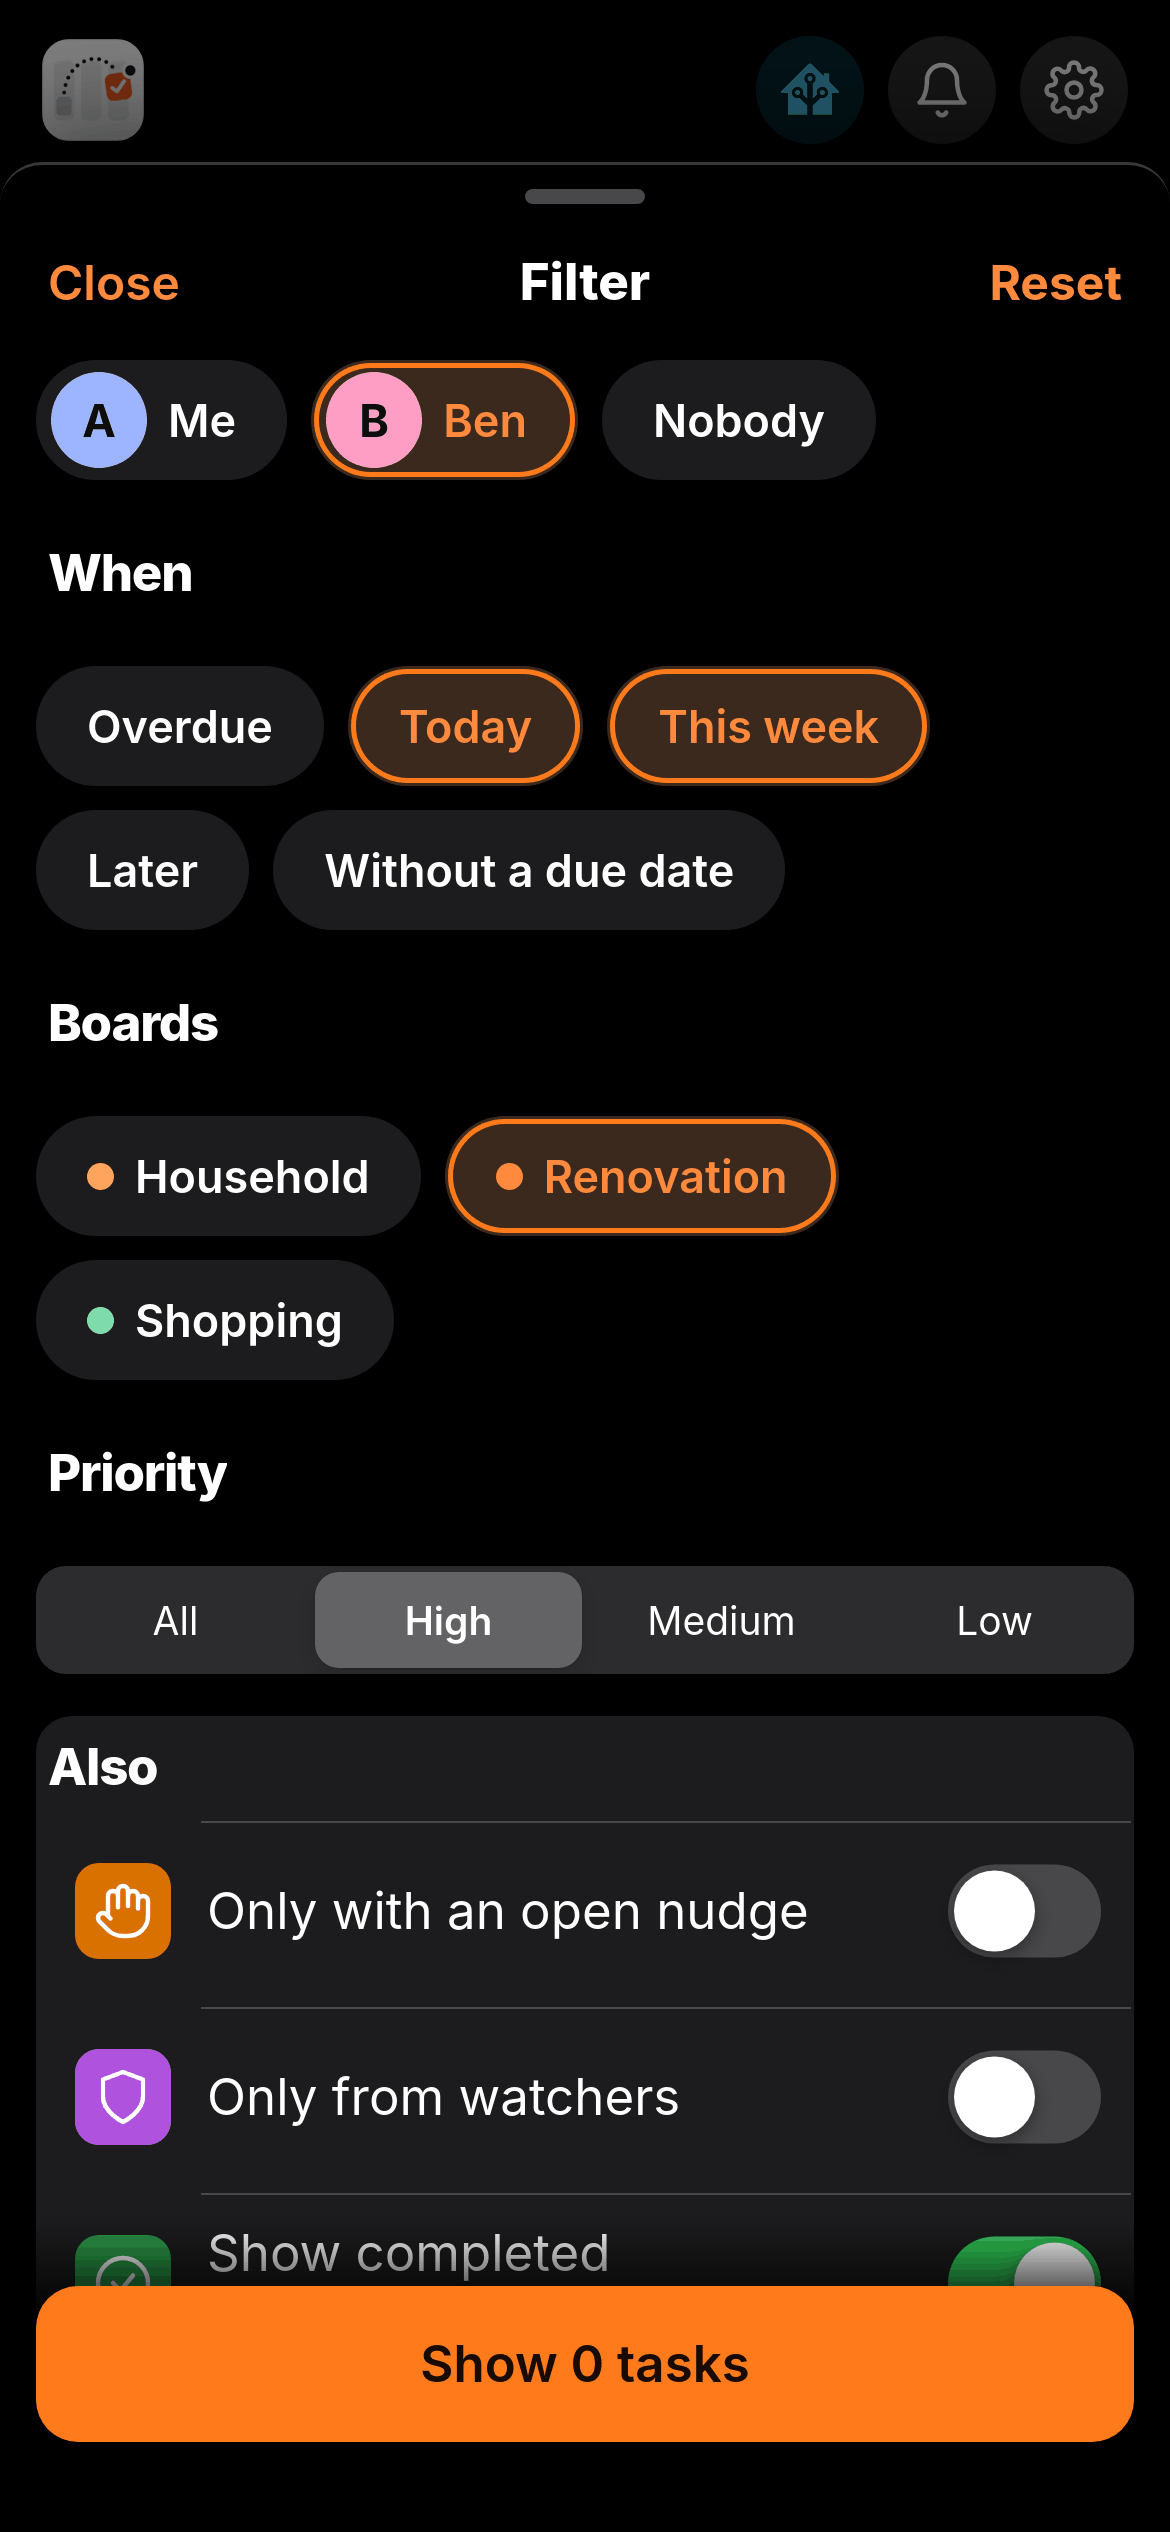 Close
Filter
Reset
A Me
B Ben
Nobody
When
Overdue
Today
This week
Later
Without a due date
Boards
Household
Renovation
Shopping
Priority
All
High
Medium
Low
Also
Only with an open nudge
Only from watchers
Show completed
Show 0 tasks